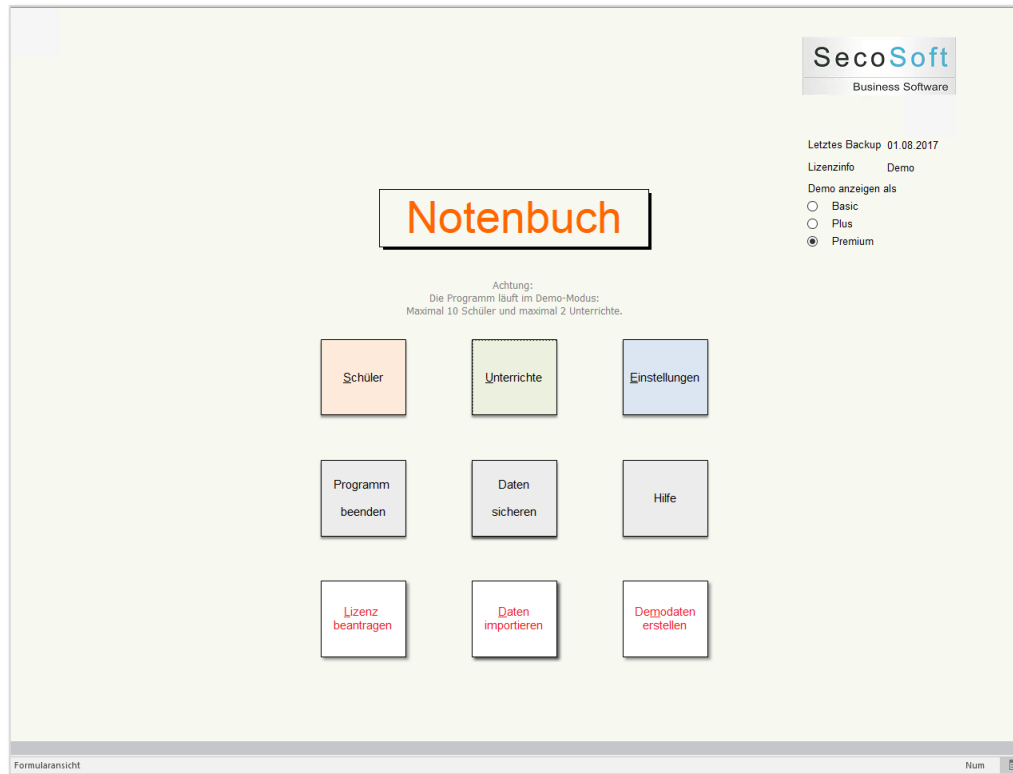 SecoSoft
Business Software
Letztes Backup 01.08.2017
Lizenzinfo Demo
Demo anzeigen als
Basic
Plus
Premium
Notenbuch
Achtung:
Die Programm läuft im Demo-Modus:
Maximal 10 Schüler und maximal 2 Unterrichte.
Schüler
Unterrichte
Einstellungen
Programm
beenden
Daten
sicheren
Hilfe
Lizenz
beantragen
Daten
importieren
Demodaten
erstellen
Formularansicht
Num